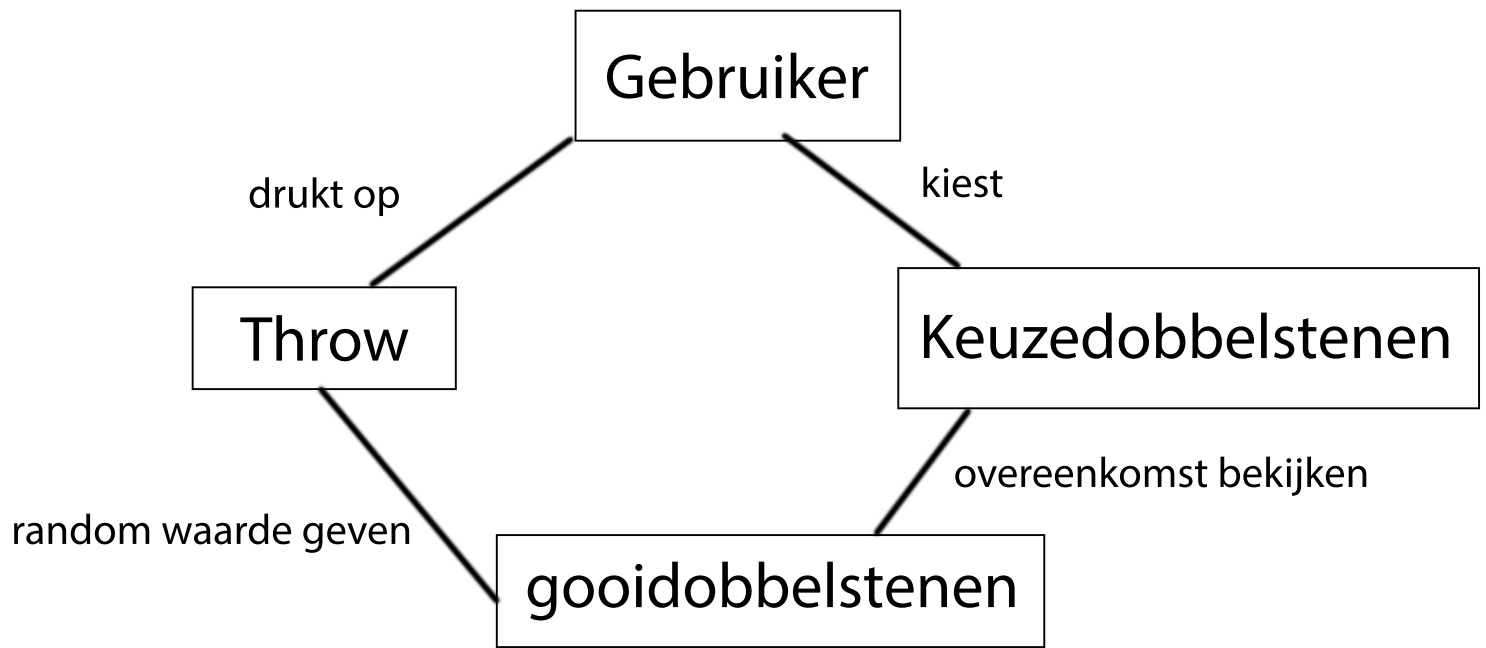 Gebruiker
drukt op
kiest
Throw
Keuzedobbelstenen
overeenkomst bekijken
random waarde geven
gooidobbelstenen